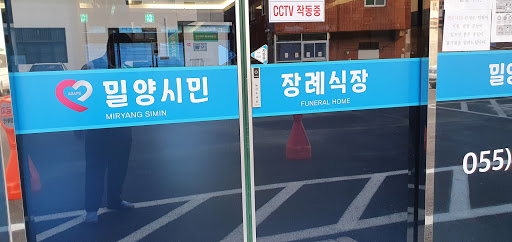 CCTV 작동중
밀양시민
MIRYANG SIMIN
장례식장
FUNERAL HOME
밀양
055)